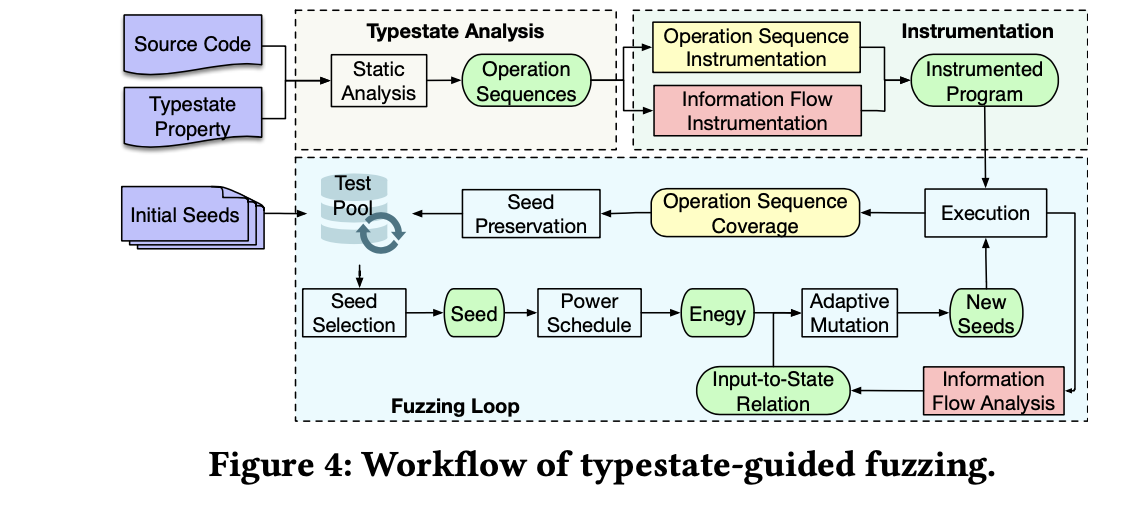 Source Code
Typestate
Property
Typestate Analysis
Static
Analysis
Operation
Sequences
Instrumentation
Operation Sequence
Instrumentation
Information Flow
Instrumentation
Instrumented
Program
Initial Seeds
Test
Pool
Seed
Preservation
Operation Sequence
Coverage
Execution
Seed
Selection
Seed
Power
Schedule
Enegy
Adaptive
Mutation
New
Seeds
Input-to-State
Relation
Information
Flow Analysis
Fuzzing Loop
Figure 4: Workflow of typestate-guided fuzzing.